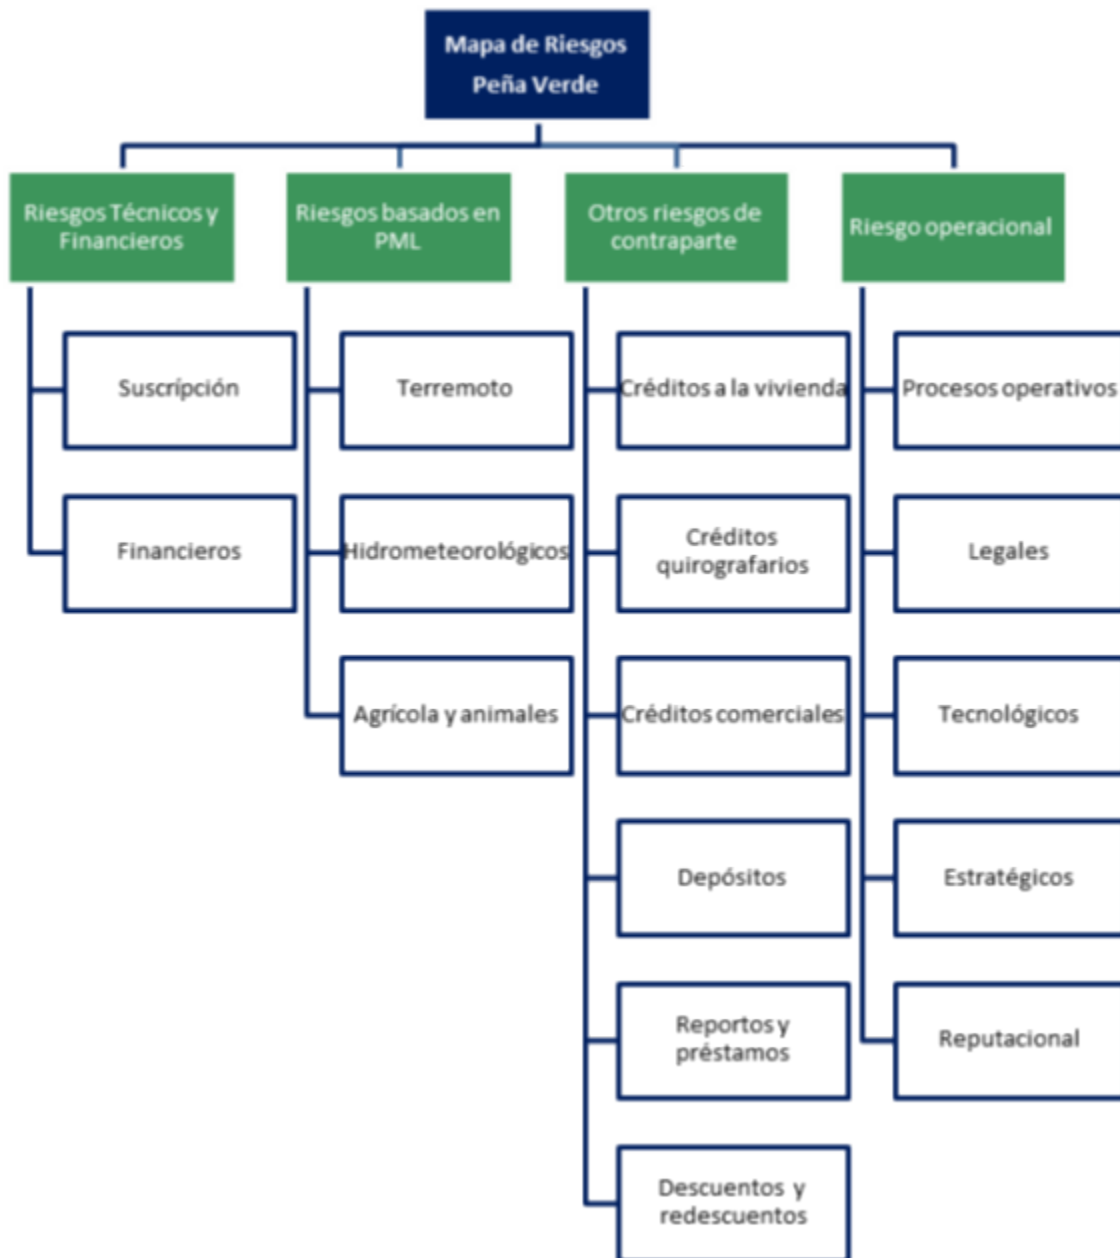 Mapa de Riesgos
Peña Verde
Riesgos Técnicos y
Financieros
Suscrípción
Financieros
Riesgos basados en
PML
Terremoto
Hidrometeorológicos
Agrícola y animales
Otros riesgos de
contraparte
Créditos a la vivienda
Créditos
quirografarios
Créditos comerciales
Depósitos
Reportos y
préstamos
Descuentos y
redescuentos
Riesgo operacional
Procesos operativos
Legales
Tecnológicos
Estratégicos
Reputacional